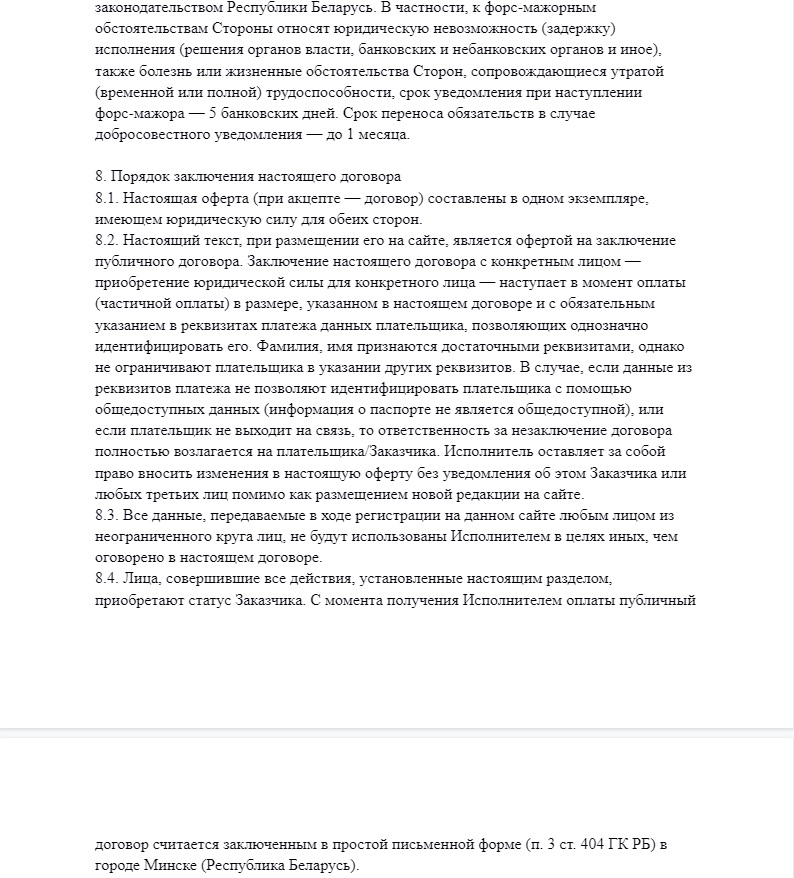 законодательством Республики Беларусь. В частности, к форс-мажорным
обстоятельствам Стороны относят юридическую невозможность (задержку)
исполнения (решения органов власти, банковских и небанковских органов и иное),
также болезнь или жизненные обстоятельства Сторон, сопровождающиеся утратой
(временной или полной) трудоспособности, срок уведомления при наступлении
форс-мажора — 5 банковских дней. Срок переноса обязательств в случае
добросовестного уведомления — до 1 месяца.
8. Порядок заключения настоящего договора
8.1. Настоящая оферта (при акцепте — договор) составлены в одном экземпляре,
имеющем юридическую силу для обеих сторон.
8.2. Настоящий текст, при размещении его на сайте, является офертой на заключение
публичного договора. Заключение настоящего договора с конкретным лицом —
приобретение юридической силы для конкретного лица — наступает в момент оплаты
(частичной оплаты) в размере, указанном в настоящем договоре и с обязательным
указанием в реквизитах платежа данных плательщика, позволяющих однозначно
идентифицировать его. Фамилия, имя признаются достаточными реквизитами, однако
не ограничивают плательщика в указании других реквизитов. В случае, если данные из
реквизитов платежа не позволяют идентифицировать плательщика с помощью
общедоступных данных (информация о паспорте не является общедоступной), или
если плательщик не выходит на связь, то ответственность за незаключение договора
полностью возлагается на плательщика/Заказчика. Исполнитель оставляет за собой
право вносить изменения в настоящую оферту без уведомления об этом Заказчика или
любых третьих лиц помимо как размещением новой редакции на сайте.
8.3. Все данные, передаваемые в ходе регистрации на данном сайте любым лицом из
неограниченного круга лиц, не будут использованы Исполнителем в целях иных, чем
оговорено в настоящем договоре.
8.4. Лица, совершившие все действия, установленные настоящим разделом,
приобретают статус Заказчика. С момента получения Исполнителем оплаты публичный
договор считается заключенным в простой письменной форме (п. 3 ст. 404 ГК РБ) в
городе Минске (Республика Беларусь).